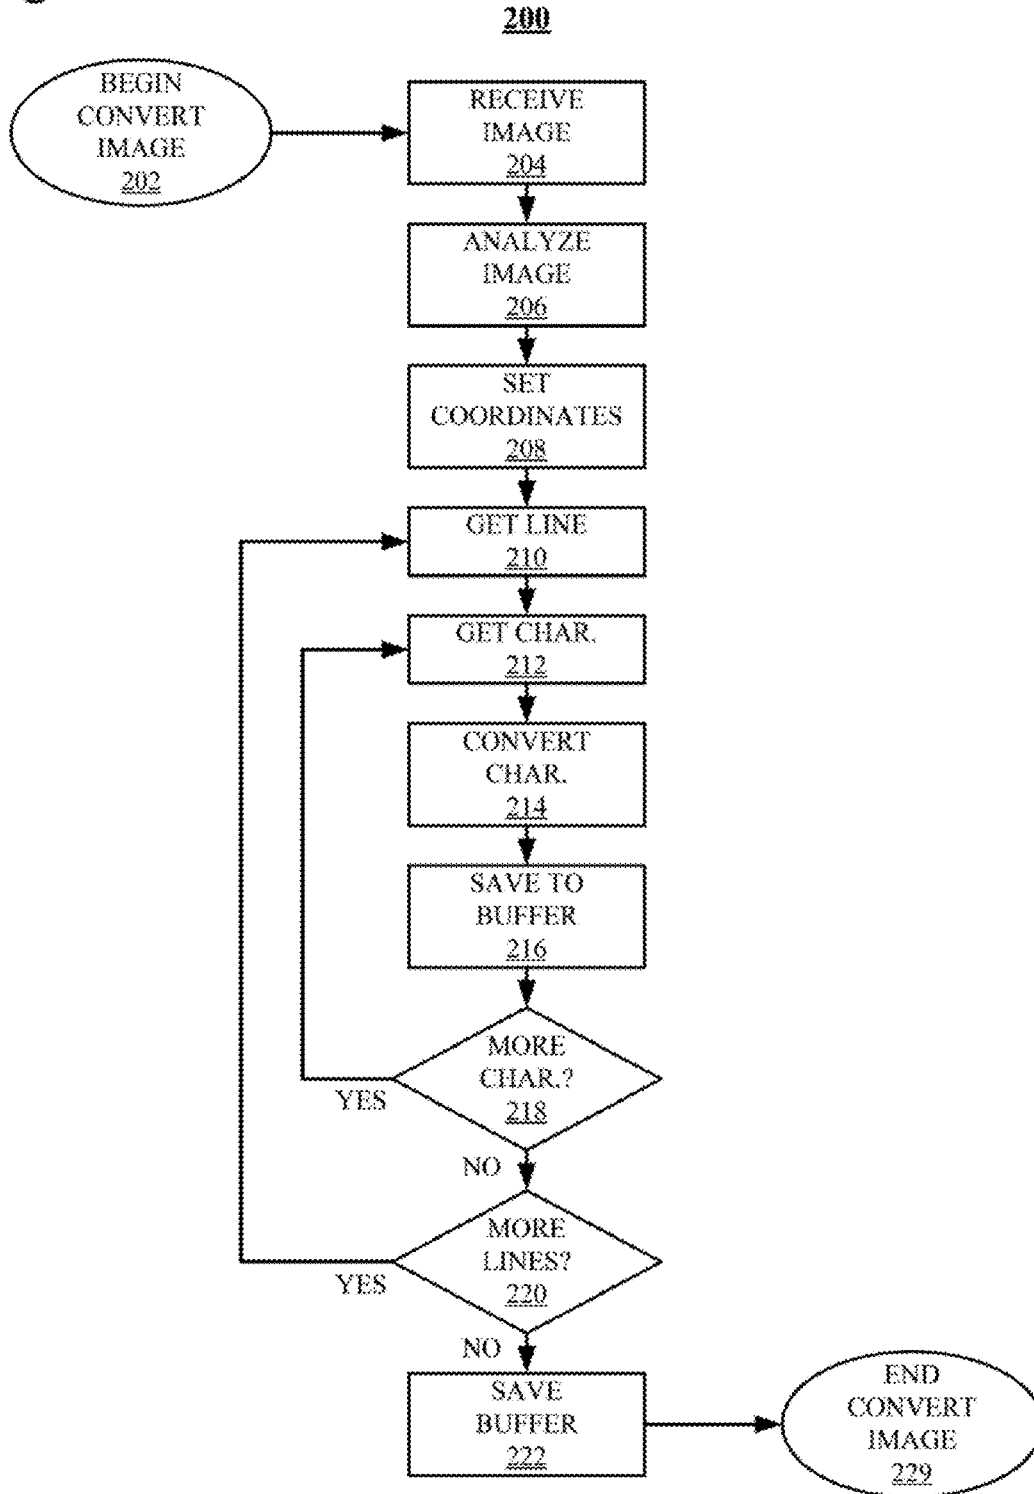 200
BEGIN
CONVERT
IMAGE
202
RECEIVE
IMAGE
204
ANALYZE
IMAGE
206
SET
COORDINATES
208
GET LINE
210
GET CHAR.
212
CONVERT
CHAR.
214
SAVE TO
BUFFER
216
MORE
CHAR.?
218
YES
NO
MORE
LINES?
220
YES
NO
SAVE
BUFFER
222
END
CONVERT
IMAGE
229